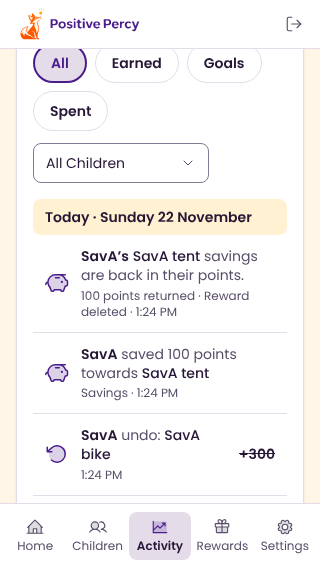 Positive Percy
All Earned Goals
Spent
All Children
Today · Sunday 22 November
SavA’s SavA tent savings
are back in their points.
100 points returned · Reward
deleted · 1:24 PM
SavA saved 100 points
towards SavA tent
Savings · 1:24 PM
SavA undo: SavA
bike
+300
1:24 PM
Home Children Activity Rewards Settings